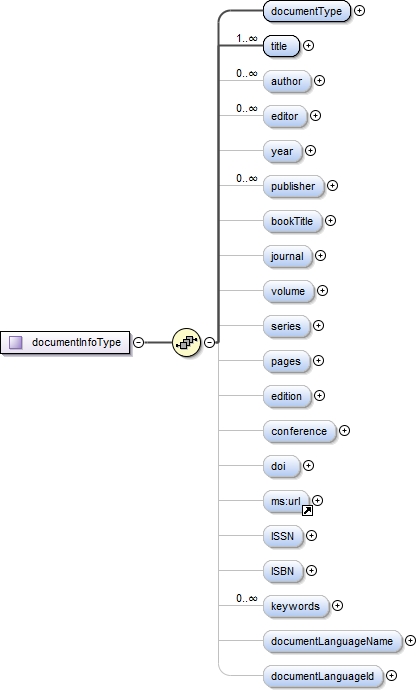 documentType
1..∞
title
0..∞
author
0..∞
editor
year
0..∞
publisher
bookTitle
journal
volume
series
documentInfoType
pages
edition
conference
doi
ms:url
ISSN
ISBN
0..∞
keywords
documentLanguageName
documentLanguageId